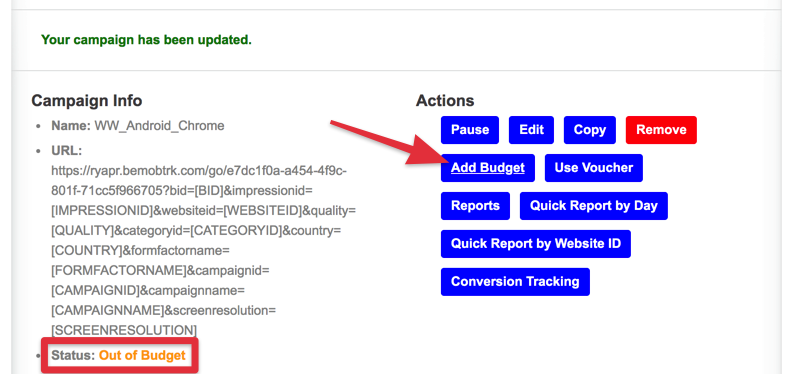 Your campaign has been updated.
Campaign Info
• Name: WW_Android_Chrome
• URL:
https://ryapr.bemobtrk.com/go/e7dc1f0a-a454-4f9c-
801f-71cc5f966705?bid=[BID]&impressionid=
[IMPRESSIONID]&websiteid=[WEBSITEID]&quality=
[QUALITY]&categoryid=[CATEGORYID]&country=
[COUNTRY]&formfactorname=
[FORMFACTORNAME]&campaignid=
[CAMPAIGNID]&campaignname=
[CAMPAIGNNAME]&screenresolution=
[SCREENRESOLUTION]
• Status: Out of Budget
Actions
Pause Edit Copy Remove
Add Budget Use Voucher
Reports Quick Report by Day
Quick Report by Website ID
Conversion Tracking